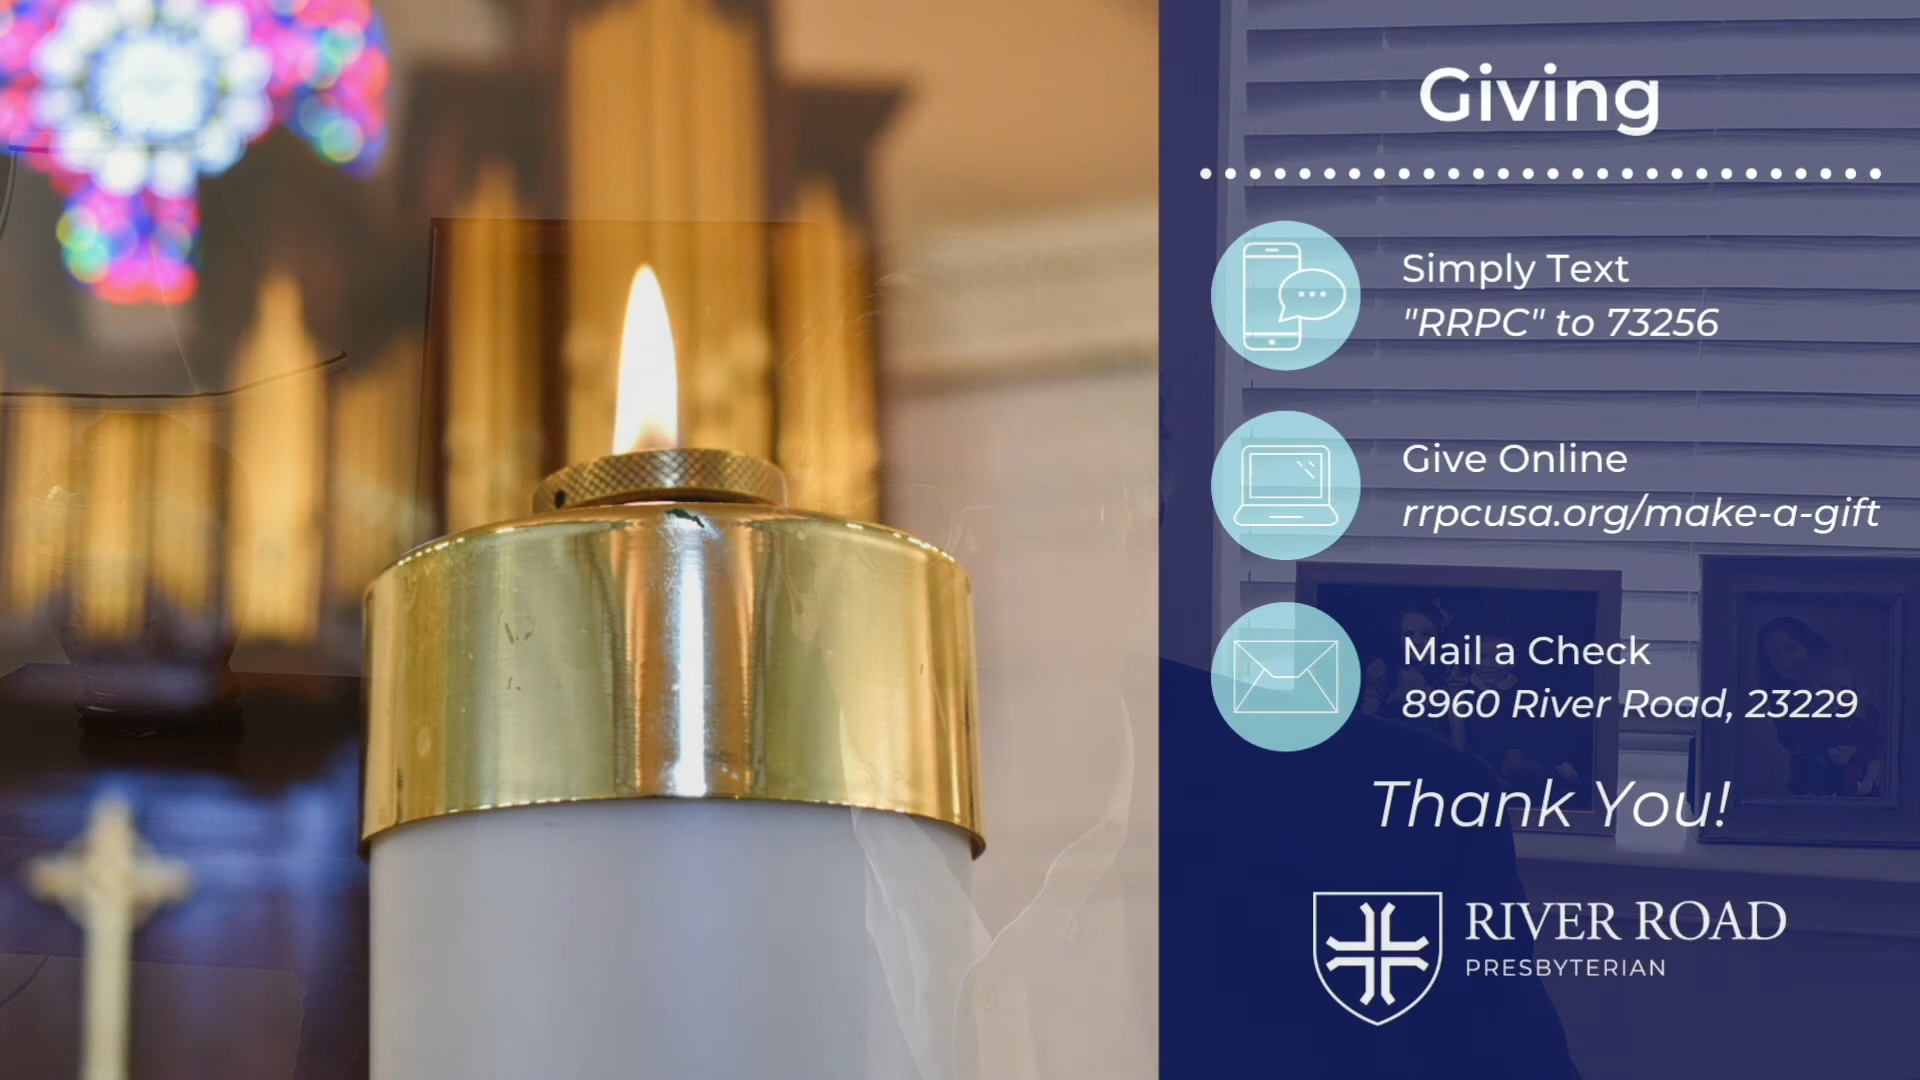 Giving
Simply Text
"RRPC" to 73256
Give Online
rrpcusa.org/make-a-gift
Mail a Check
8960 River Road, 23229
Thank You!
RIVER ROAD
PRESBYTERIAN